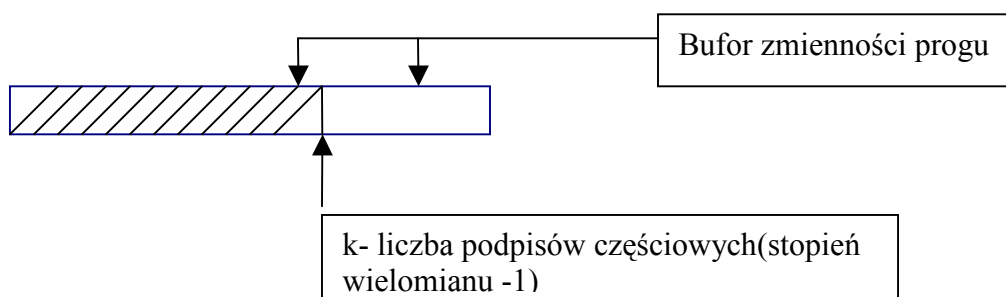 Bufor zmienności progu
k- liczba podpisów częściowych(stopień
wielomianu -1)